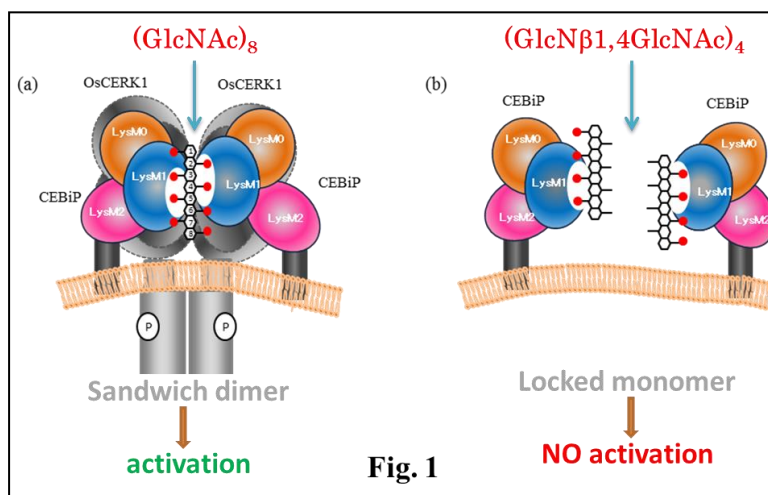 (GlcNAc)₈
(GlcNβ1,4GlcNAc)₄
(a)
OsCERK1
OsCERK1
(b)
CEBiP
CEBiP
LysM0
LysM0
LysM0
LysM0
CEBiP
CEBiP
LysM1
LysM1
LysM1
LysM1
LysM2
LysM2
LysM2
LysM2
1
2
3
4
5
6
7
8
P
P
Sandwich dimer
Locked monomer
activation
Fig. 1
NO activation